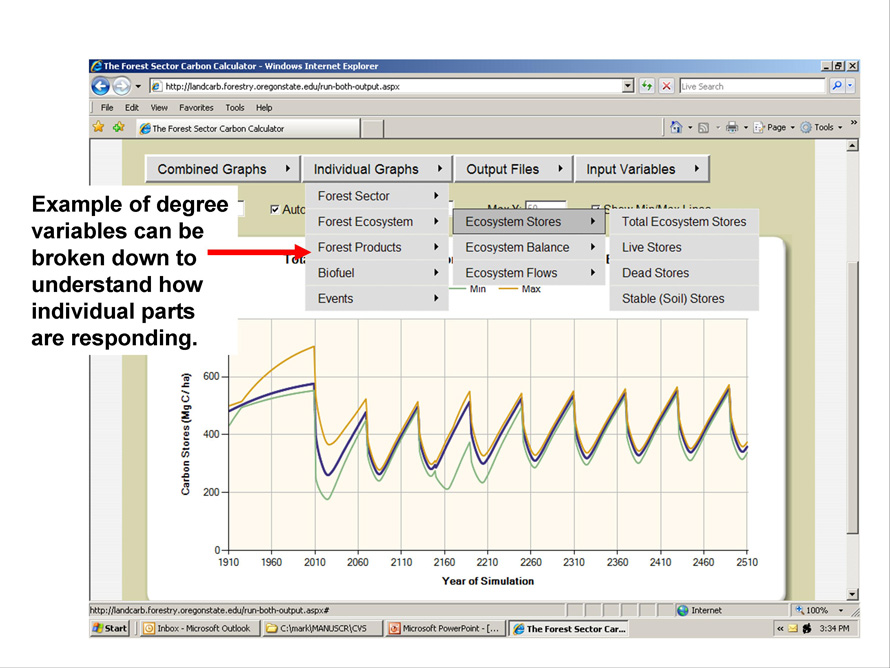 The Forest Sector Carbon Calculator - Windows Internet Explorer
http://landcarb.forestry.oregonstate.edu/run-both-output.aspx
Live Search
File Edit View Favorites Tools Help
The Forest Sector Carbon Calculator
Page Tools »
Combined Graphs Individual Graphs Output Files Input Variables
Example of degree
variables can be
broken down to
understand how
individual parts
are responding.
Auto
Max Y: 50
Show Min/Max Lines
Forest Sector
Forest Ecosystem
Forest Products
Biofuel
Events
Ecosystem Stores
Ecosystem Balance
Ecosystem Flows
Total Ecosystem Stores
Live Stores
Dead Stores
Stable (Soil) Stores
Min Max
Carbon Stores (Mg C/ ha)
600
400
200
0
1910 1960 2010 2060 2110 2160 2210 2260 2310 2360 2410 2460 2510
Year of Simulation
http://landcarb.forestry.oregonstate.edu/run-both-output.aspx#
Internet
100%
Start
Inbox - Microsoft Outlook
C:\mark\MANUSCR\CVS
Microsoft PowerPoint - [...
The Forest Sector Car...
«
3:34 PM